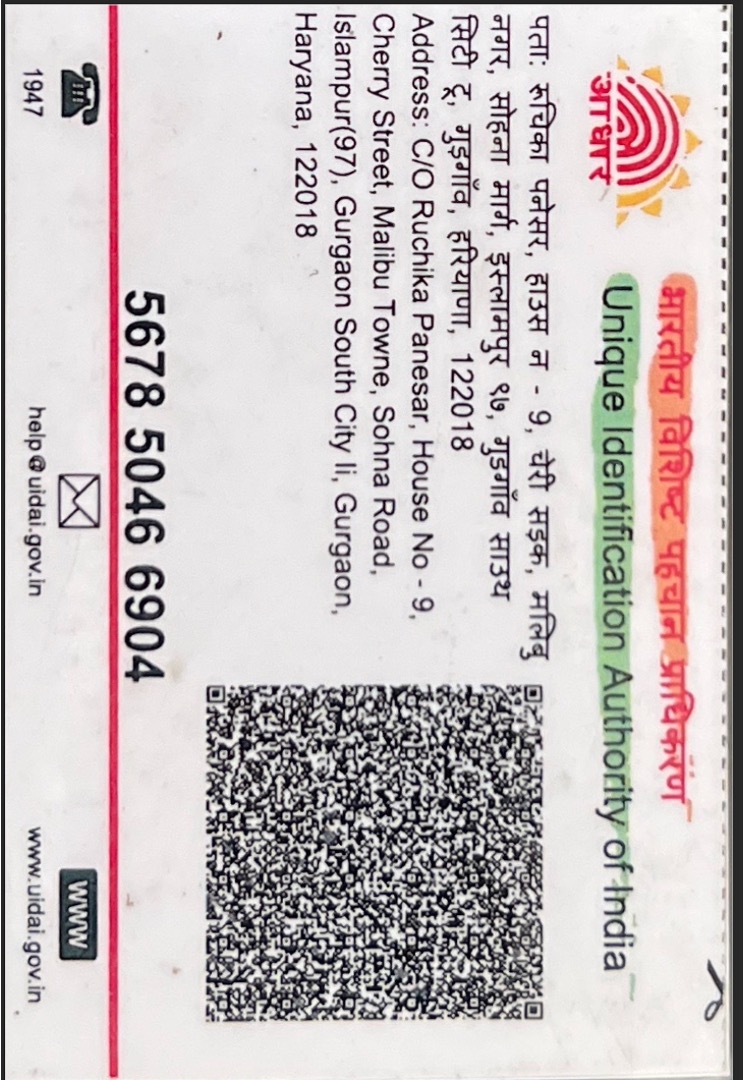 आधार
भारतीय विशिष्ट पहचान प्राधिकरण
Unique Identification Authority of India
पता: रूचिका पनेसर, हाउस न - 9, चेरी सड़क, मलिबु
नगर, सोहना मार्ग, इस्लामपुर ९७, गुडगाँव साउथ
सिटी टू, गुड़गाँव, हरियाणा, 122018
Address: C/O Ruchika Panesar, House No - 9,
Cherry Street, Malibu Towne, Sohna Road,
Islampur(97), Gurgaon South City Ii, Gurgaon,
Haryana, 122018
5678 5046 6904
1947
help@uidai.gov.in
www
www.uidai.gov.in